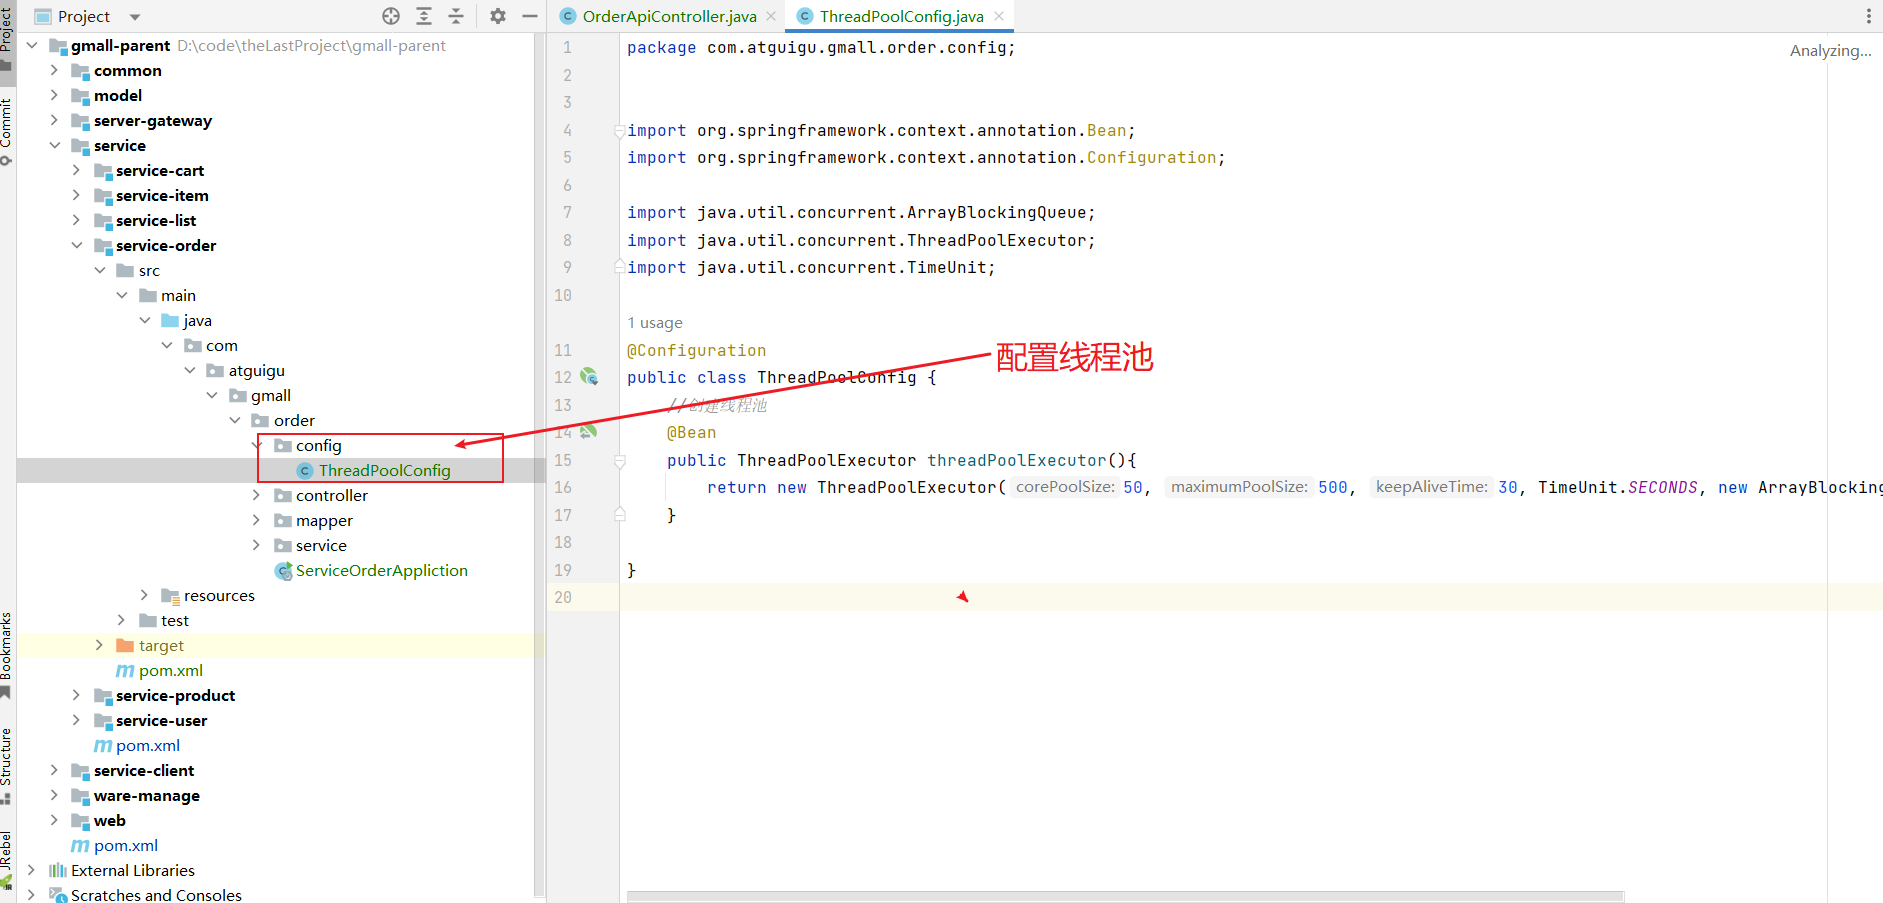 Project
OrderApiController.java
ThreadPoolConfig.java
Project
Commit
Bookmarks
Structure
JRebel
gmall-parent D:\code\theLastProject\gmall-parent
common
model
server-gateway
service
service-cart
service-item
service-list
service-order
src
main
java
com
atguigu
gmall
order
config
ThreadPoolConfig
controller
mapper
service
ServiceOrderAppliction
resources
test
target
pom.xml
service-product
service-user
pom.xml
service-client
ware-manage
web
pom.xml
External Libraries
Scratches and Consoles
Analyzing...
1 package com.atguigu.gmall.order.config;
2
3
4 import org.springframework.context.annotation.Bean;
5 import org.springframework.context.annotation.Configuration;
6
7 import java.util.concurrent.ArrayBlockingQueue;
8 import java.util.concurrent.ThreadPoolExecutor;
9 import java.util.concurrent.TimeUnit;
10
1 usage
11 @Configuration
配置线程池
12 public class ThreadPoolConfig {
13 //创建线程池
14 @Bean
15 public ThreadPoolExecutor threadPoolExecutor(){
16 return new ThreadPoolExecutor( corePoolSize: 50, maximumPoolSize: 500, keepAliveTime: 30, TimeUnit.SECONDS, new ArrayBlocking
17 }
18
19 }
20